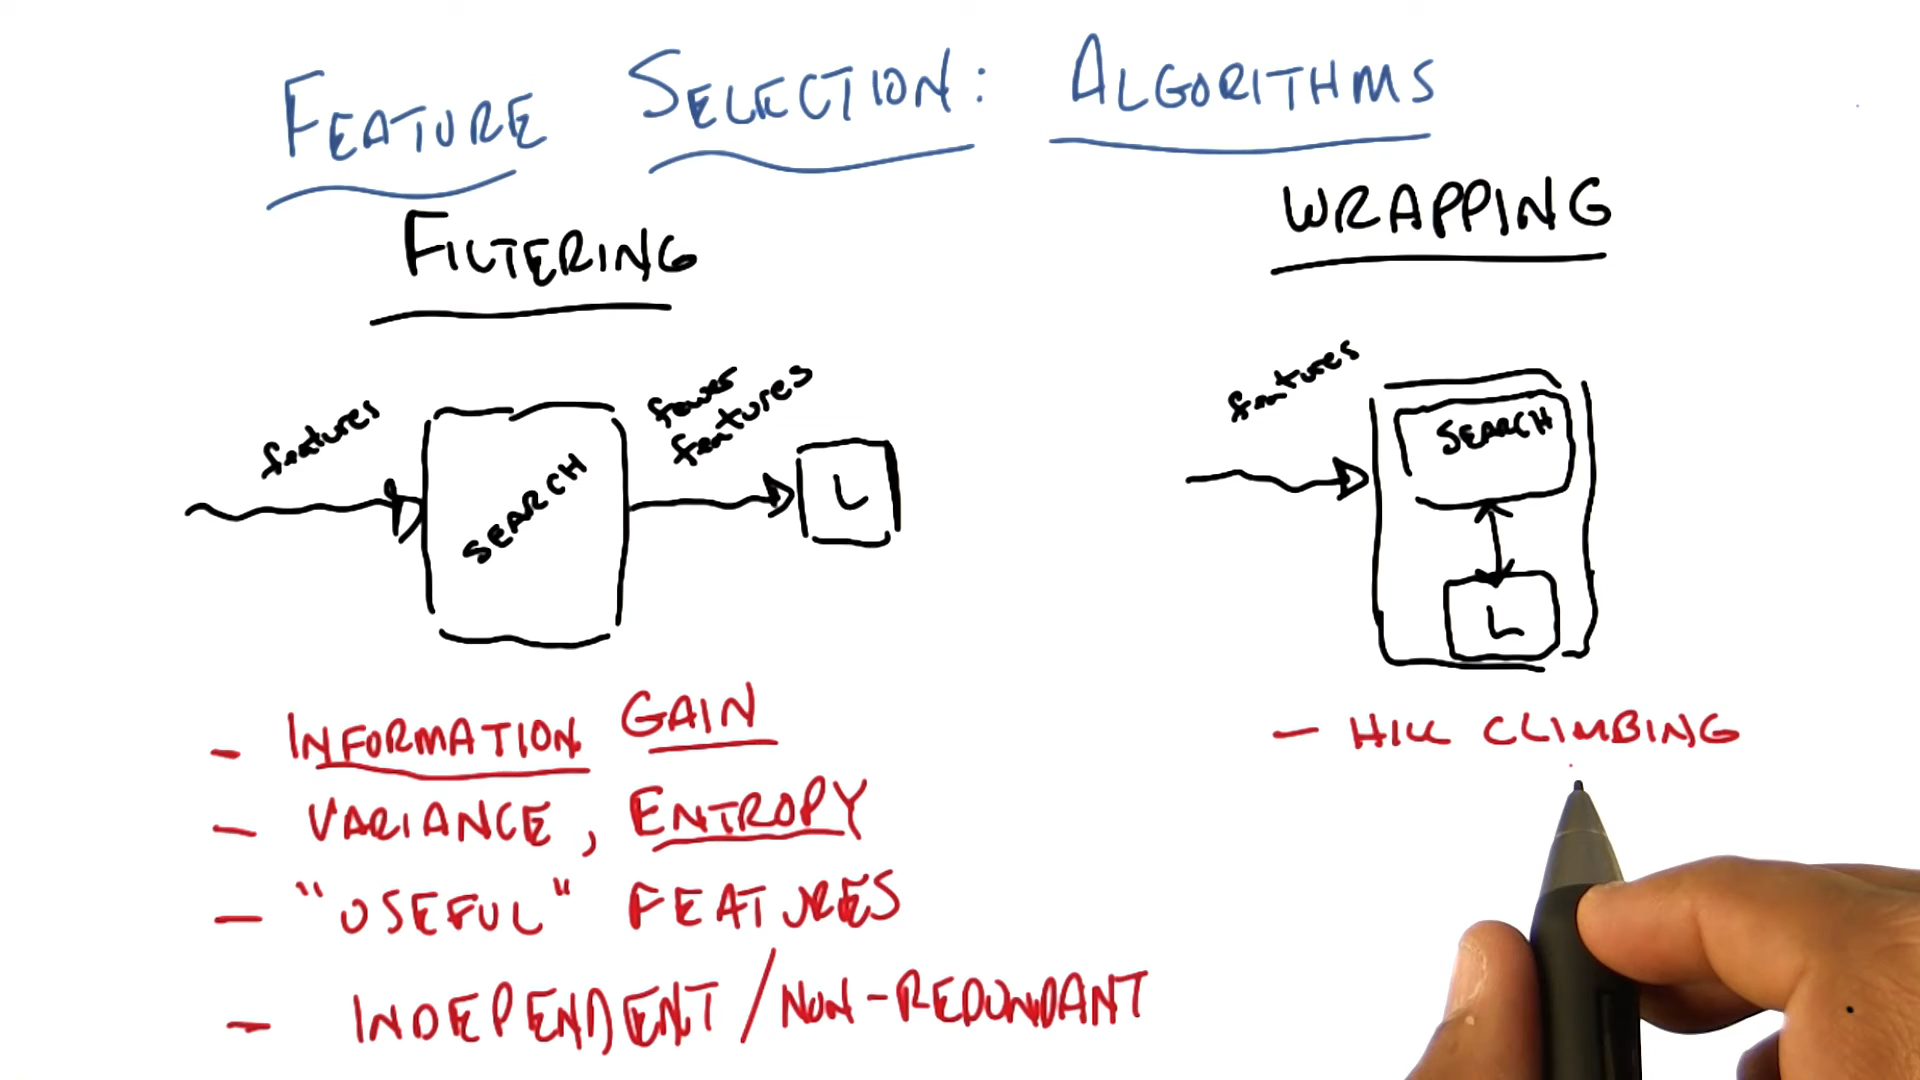 FEATURE SELECTION: ALGORITHMS
FILTERING
features
SEARCH
fewer
features
L
- INFORMATION GAIN
- VARIANCE, ENTROPY
- "USEFUL" FEATURES
- INDEPENDENT/NON-REDUNDANT
WRAPPING
features
SEARCH
L
- HILL CLIMBING